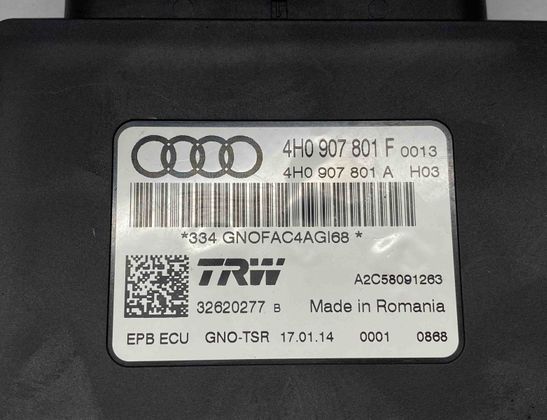 4H0 907 801 F 0013
4H0 907 801 A H03
*334 GNOFAC4AGI68 *
TRW A2C58091263
32620277 B Made in Romania
EPB ECU GNO-TSR 17.01.14 0001 0868